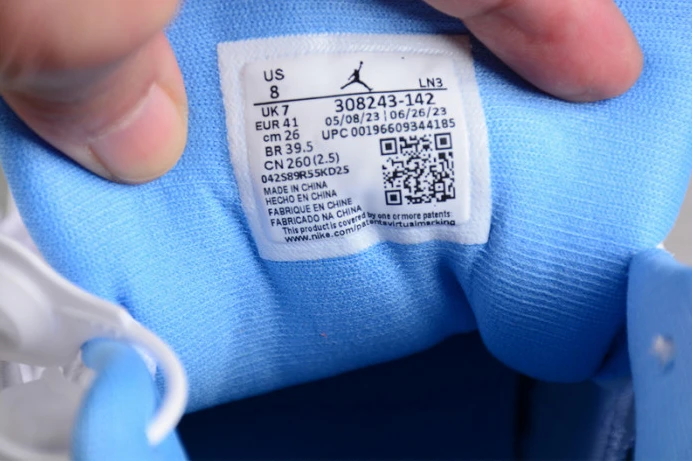 US
8
LN3
UK 7
308243-142
EUR 41
05/08/23 | 06/26/23
cm 26
UPC 00196609344185
BR 39.5
CN 260 (2.5)
042S89R55KD25
MADE IN CHINA
HECHO EN CHINA
FABRIQUE EN CHINE
FABRICADO NA CHINA
This product is covered by one or more patents
www.nike.com/patentsvirtualmarking